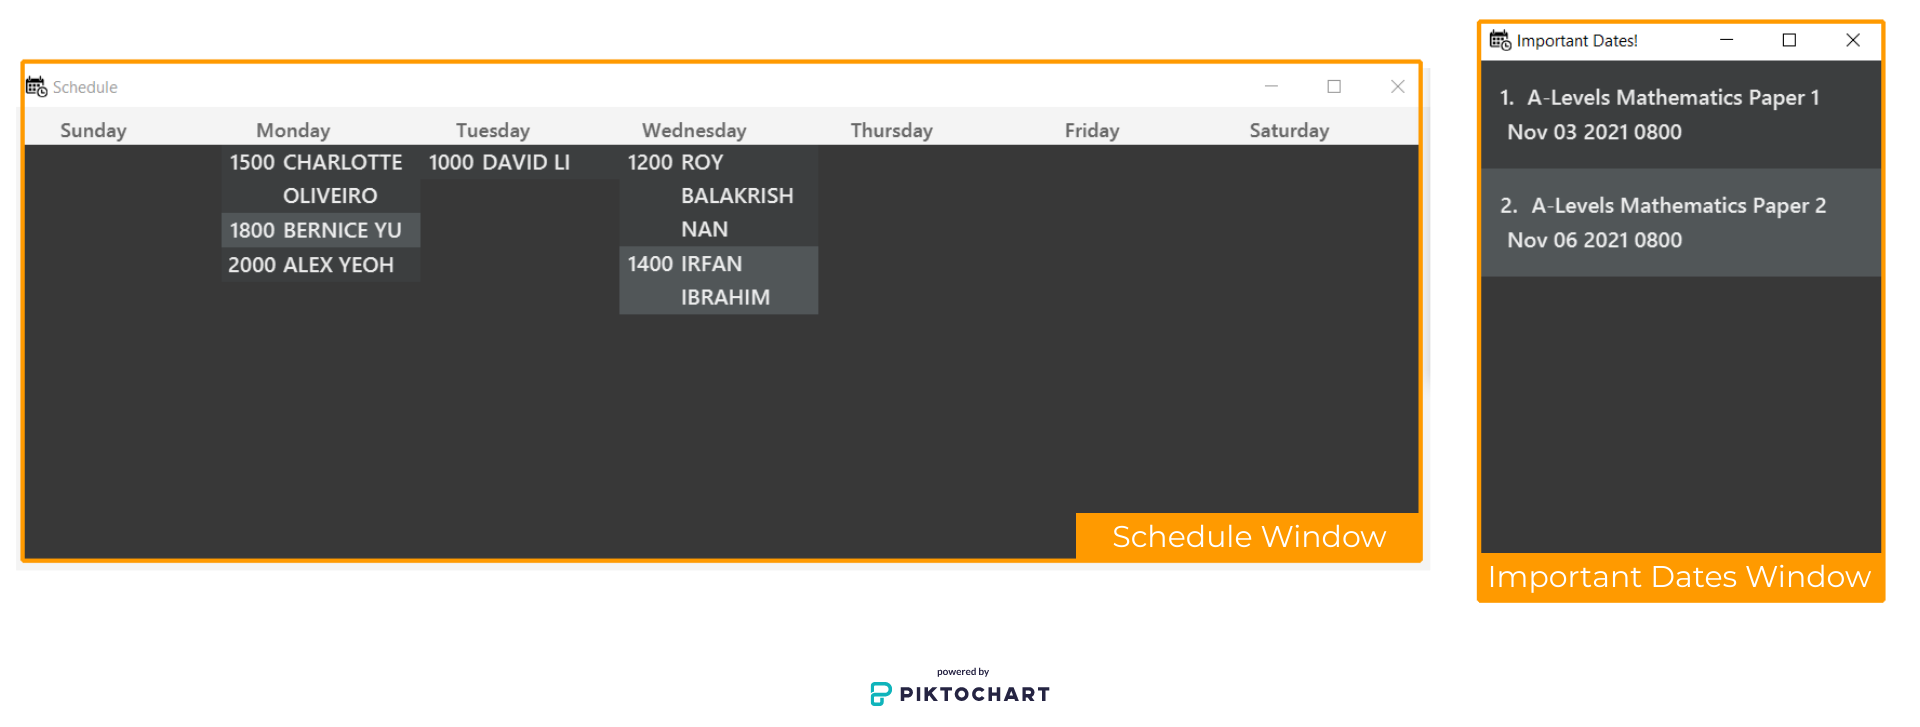 Schedule
Sunday Monday Tuesday Wednesday Thursday Friday Saturday
1500 CHARLOTTE
OLIVEIRO
1800 BERNICE YU
2000 ALEX YEOH
1000 DAVID LI
1200 ROY
BALAKRISH
NAN
1400 IRFAN
IBRAHIM
Schedule Window
Important Dates!
1. A-Levels Mathematics Paper 1
Nov 03 2021 0800
2. A-Levels Mathematics Paper 2
Nov 06 2021 0800
Important Dates Window
powered by
PIKTOCHART